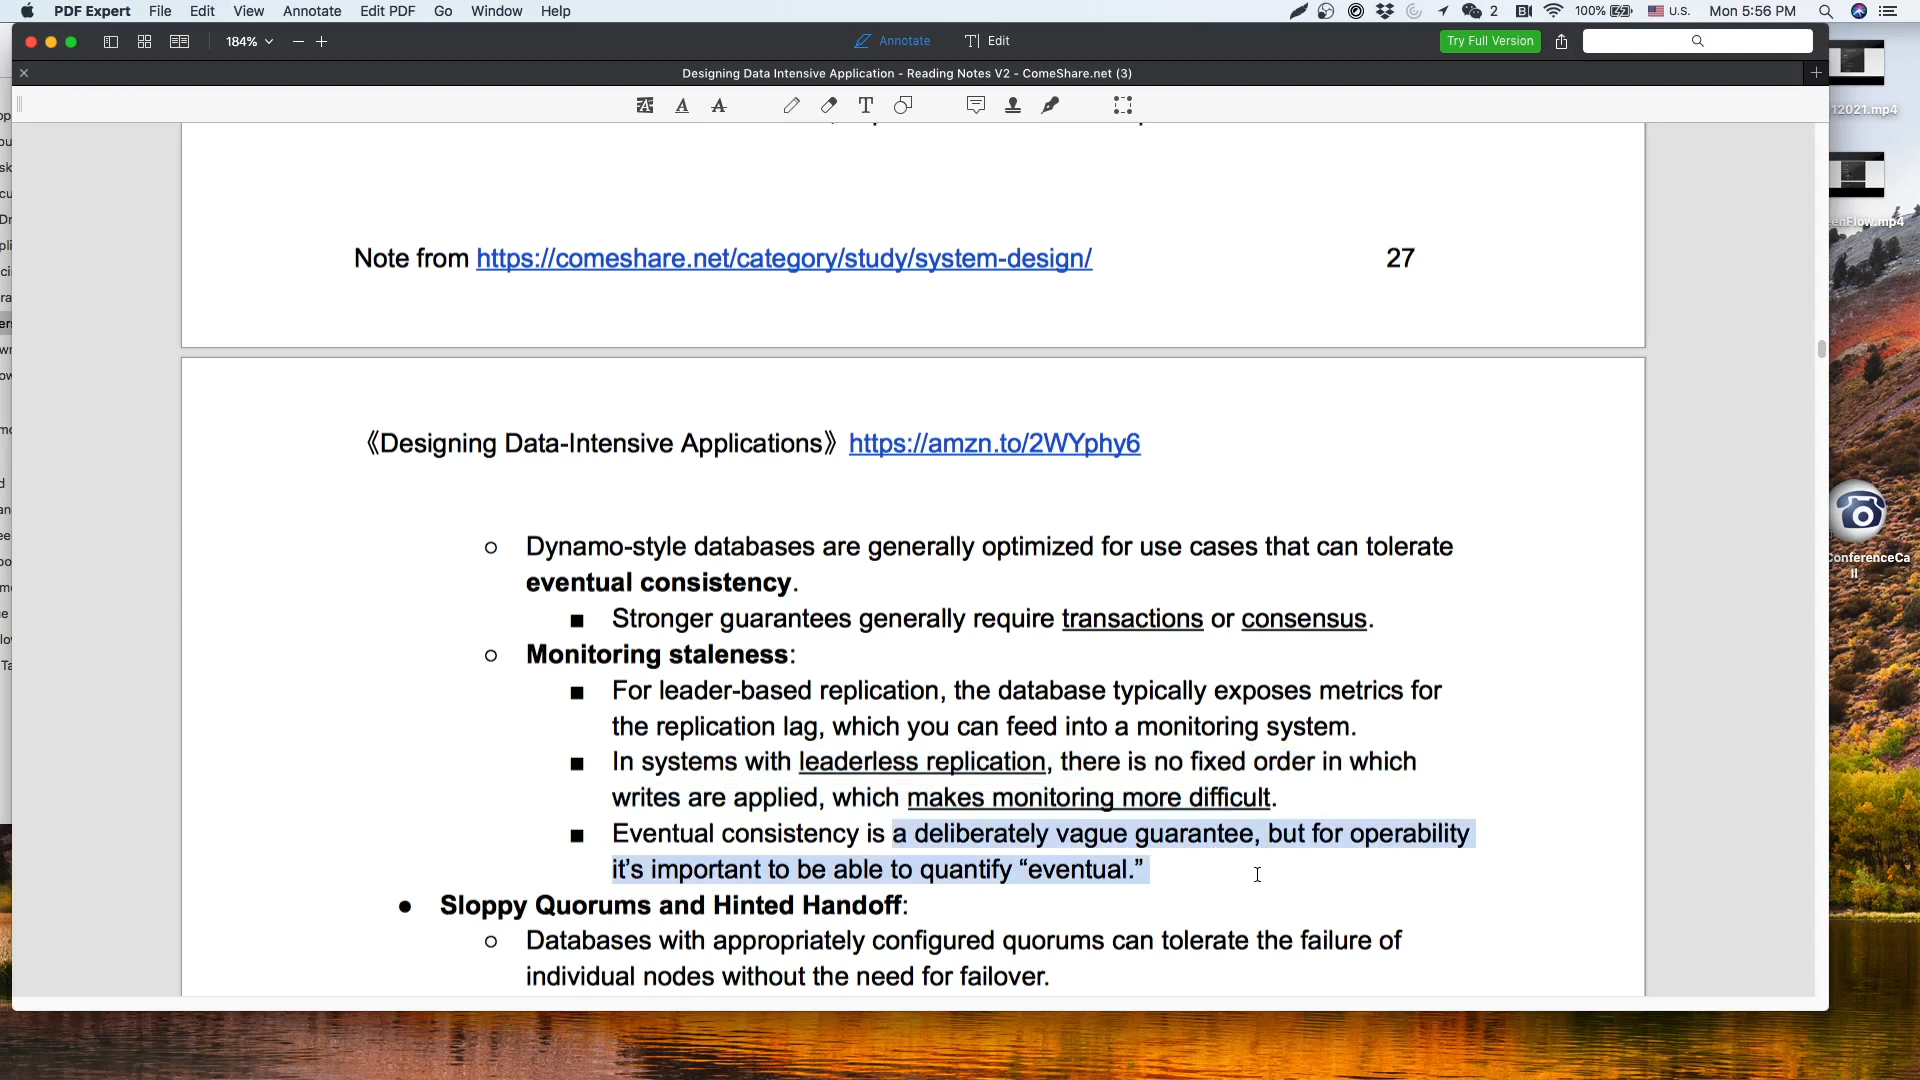 PDF Expert File Edit View Annotate Edit PDF Go Window Help 2 100% U.S. Mon 5:56 PM
184% Annotate Edit Try Full Version
Designing Data Intensive Application - Reading Notes V2 - ComeShare.net (3)
12021.mp4
enFlow.mp4
Note from https://comeshare.net/category/study/system-design/ 27
《Designing Data-Intensive Applications》 https://amzn.to/2WYphy6
○ Dynamo-style databases are generally optimized for use cases that can tolerate
eventual consistency.
■ Stronger guarantees generally require transactions or consensus.
○ Monitoring staleness:
■ For leader-based replication, the database typically exposes metrics for
the replication lag, which you can feed into a monitoring system.
■ In systems with leaderless replication, there is no fixed order in which
writes are applied, which makes monitoring more difficult.
■ Eventual consistency is a deliberately vague guarantee, but for operability
it’s important to be able to quantify “eventual.”
● Sloppy Quorums and Hinted Handoff:
○ Databases with appropriately configured quorums can tolerate the failure of
individual nodes without the need for failover.
ConferenceCa
ll